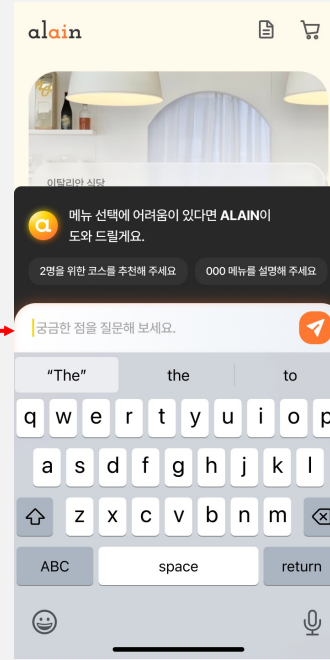 alain
이탈리안 식당
메뉴 선택에 어려움이 있다면 ALAIN이
도와 드릴게요.
2명을 위한 코스를 추천해 주세요
000 메뉴를 설명해 주세요
궁금한 점을 질문해 보세요.
“The” the to
q w e r t y u i o p
a s d f g h j k l
z x c v b n m
ABC space return